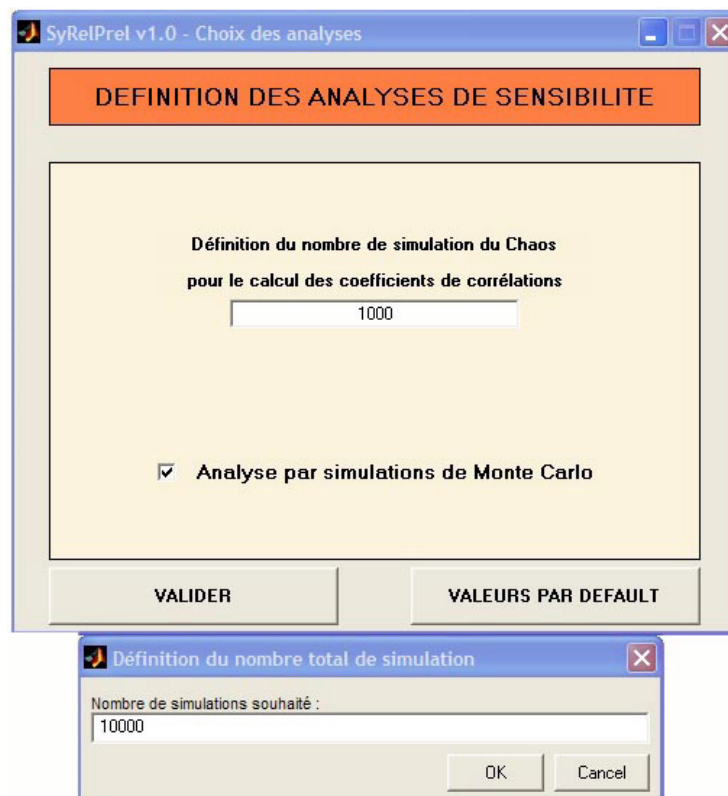 SyRelPrel v1.0 - Choix des analyses
DEFINITION DES ANALYSES DE SENSIBILITE
Définition du nombre de simulation du Chaos
pour le calcul des coefficients de corrélations
1000
Analyse par simulations de Monte Carlo
VALIDER
VALEURS PAR DEFAULT
Définition du nombre total de simulation
Nombre de simulations souhaité :
10000
OK
Cancel